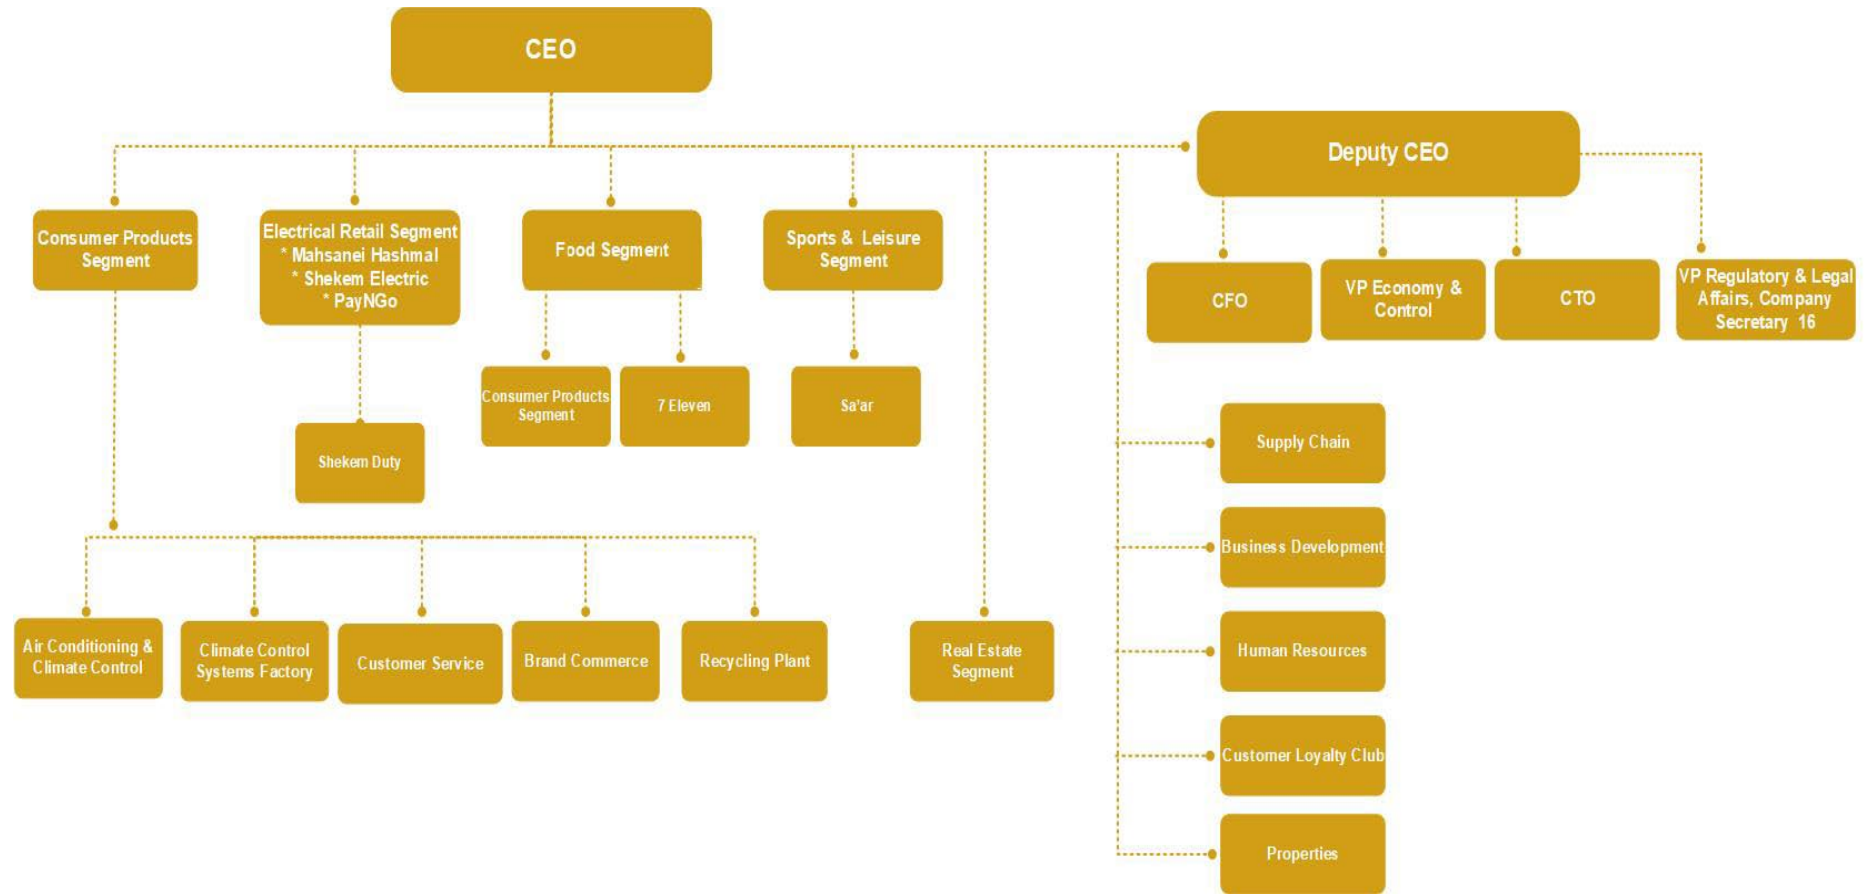 CEO
Deputy CEO
Consumer Products
Segment
Electrical Retail Segment
* Mahsanei Hashmal
* Shekem Electric
* PayNGo
Food Segment
Sports & Leisure
Segment
CFO
VP Economy &
Control
CTO
VP Regulatory & Legal
Affairs, Company
Secretary 16
Consumer Products
Segment
7 Eleven
Sa'ar
Shekem Duty
Supply Chain
Business Development
Human Resources
Customer Loyalty Club
Properties
Air Conditioning &
Climate Control
Climate Control
Systems Factory
Customer Service
Brand Commerce
Recycling Plant
Real Estate
Segment